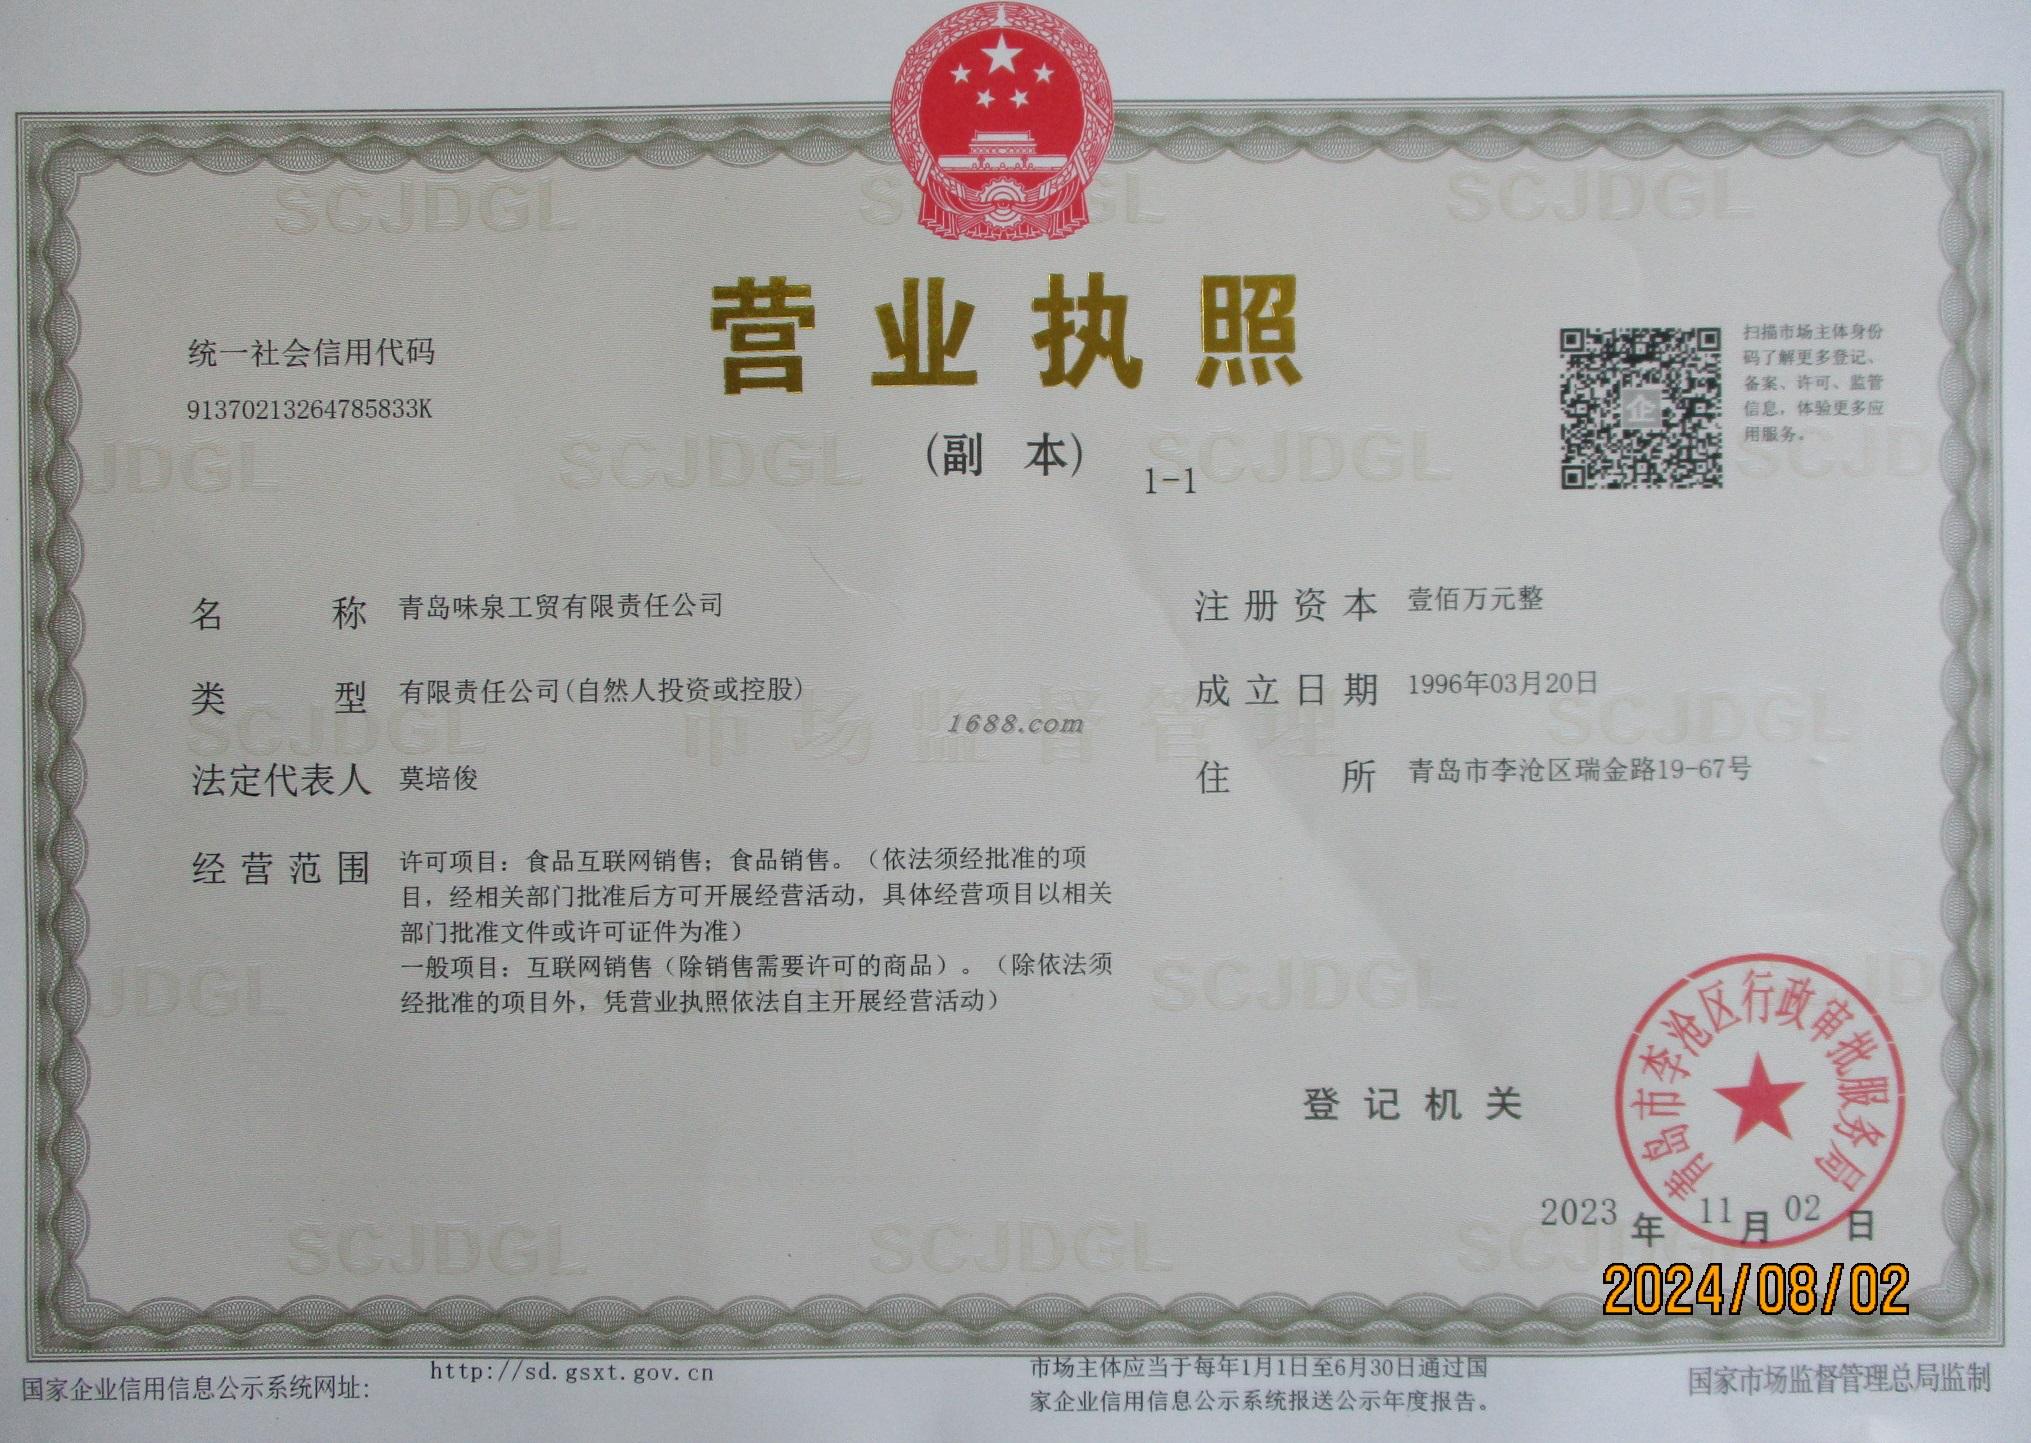 营业执照
(副 本)
1-1
统一社会信用代码
91370213264785833K
扫描市场主体身份
码了解更多登记、
备案、许可、监管
信息，体验更多应
用服务。
企
名 称 青岛味泉工贸有限责任公司
类 型 有限责任公司(自然人投资或控股)
法定代表人 莫培俊
经营范围 许可项目：食品互联网销售；食品销售。（依法须经批准的项
目，经相关部门批准后方可开展经营活动，具体经营项目以相关
部门批准文件或许可证件为准）
一般项目：互联网销售（除销售需要许可的商品）。（除依法须
经批准的项目外，凭营业执照依法自主开展经营活动）
注册资本 壹佰万元整
成立日期 1996年03月20日
住 所 青岛市李沧区瑞金路19-67号
1688.com
登记机关
青岛市李沧区行政审批服务局
2023 年 11 月 02 日
2024/08/02
国家企业信用信息公示系统网址: http://sd.gsxt.gov.cn
市场主体应当于每年1月1日至6月30日通过国
家企业信用信息公示系统报送公示年度报告。
国家市场监督管理总局监制
SCJDGL
市场监督管理